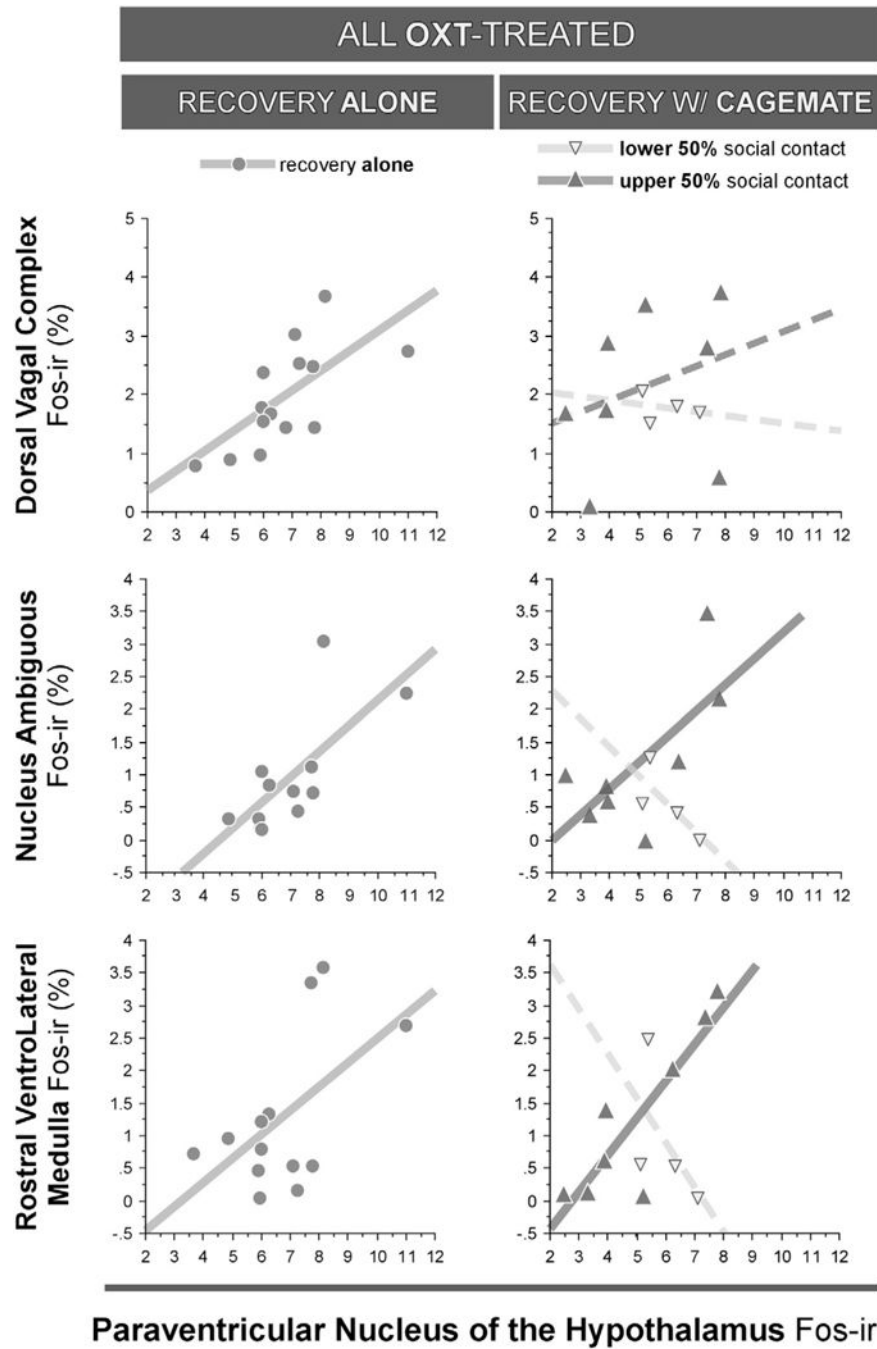 ALL OXT-TREATED
RECOVERY ALONE
RECOVERY W/ CAGEMATE
recovery alone
lower 50% social contact
upper 50% social contact
Dorsal Vagal Complex
Fos-ir (%)
5
4
3
2
1
0
2 3 4 5 6 7 8 9 10 11 12
5
4
3
2
1
0
2 3 4 5 6 7 8 9 10 11 12
Nucleus Ambiguous
Fos-ir (%)
4
3.5
3
2.5
2
1.5
1
.5
0
-.5
2 3 4 5 6 7 8 9 10 11 12
4
3.5
3
2.5
2
1.5
1
.5
0
-.5
2 3 4 5 6 7 8 9 10 11 12
Rostral VentroLateral
Medulla Fos-ir (%)
4
3.5
3
2.5
2
1.5
1
.5
0
-.5
2 3 4 5 6 7 8 9 10 11 12
4
3.5
3
2.5
2
1.5
1
.5
0
-.5
2 3 4 5 6 7 8 9 10 11 12
Paraventricular Nucleus of the Hypothalamus Fos-ir